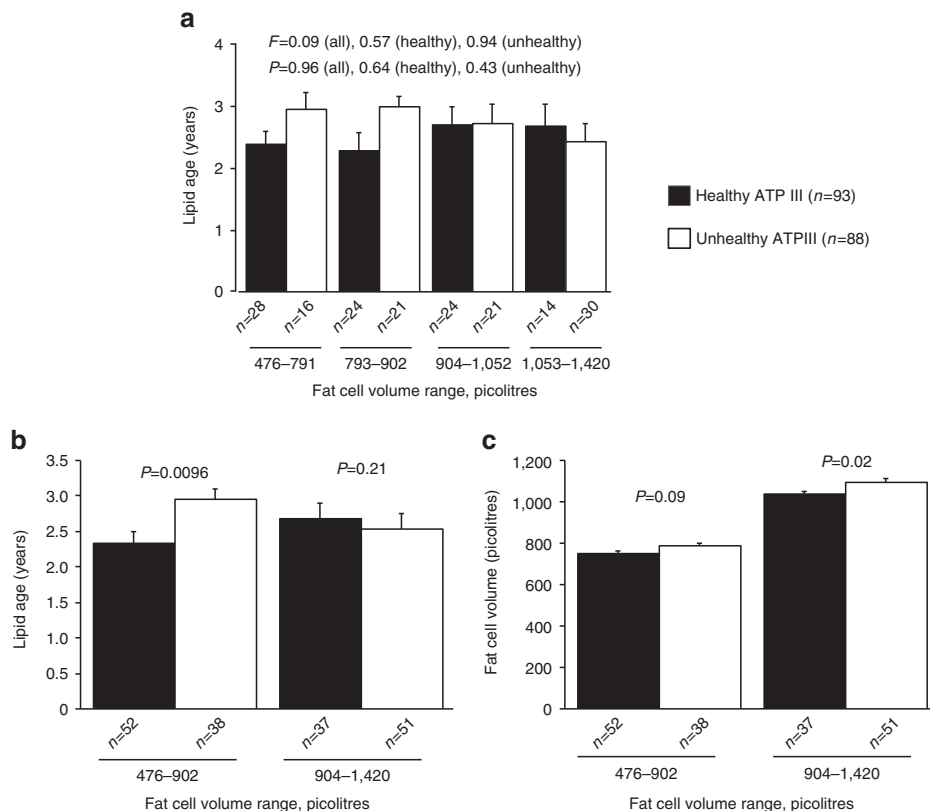 a
F=0.09 (all), 0.57 (healthy), 0.94 (unhealthy)
P=0.96 (all), 0.64 (healthy), 0.43 (unhealthy)
4
3
2
1
0
Lipid age (years)
n=28 n=16 n=24 n=21 n=24 n=21 n=14 n=30
476–791 793–902 904–1,052 1,053–1,420
Fat cell volume range, picolitres
Healthy ATP III (n=93)
Unhealthy ATPIII (n=88)
b
3.5
3.0
2.5
2.0
1.5
1.0
0.5
0
Lipid age (years)
P=0.0096 P=0.21
n=52 n=38 n=37 n=51
476–902 904–1,420
Fat cell volume range, picolitres
c
1,200
1,000
800
600
400
200
0
Fat cell volume (picolitres)
P=0.09 P=0.02
n=52 n=38 n=37 n=51
476–902 904–1,420
Fat cell volume range, picolitres